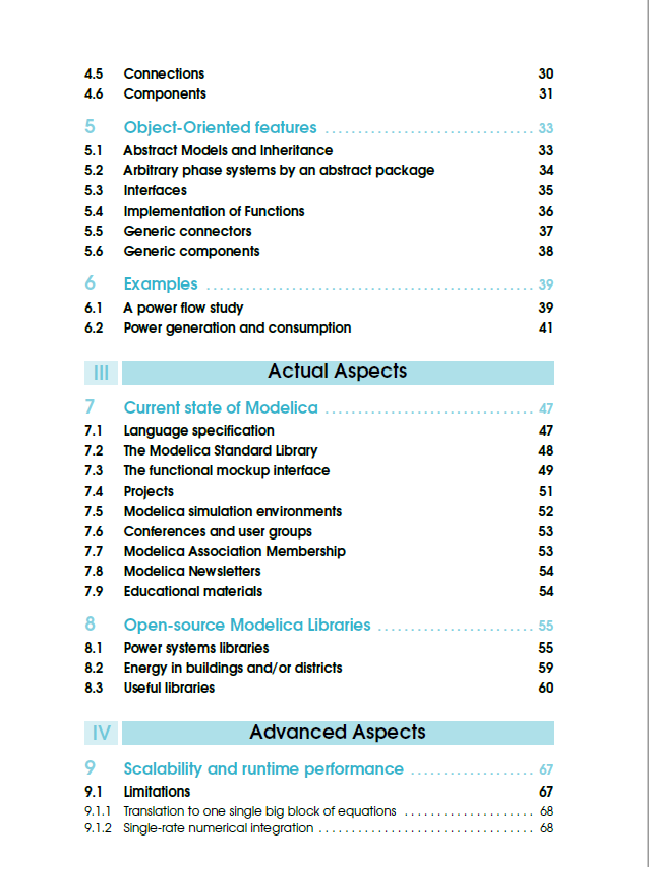 4.5 Connections 30
4.6 Components 31
5 Object-Oriented features . . . . . . . . . . . . . . . . . . . . . . . . . . . . . . . . 33
5.1 Abstract Models and Inheritance 33
5.2 Arbitrary phase systems by an abstract package 34
5.3 Interfaces 35
5.4 Implementation of Functions 36
5.5 Generic connectors 37
5.6 Generic components 38
6 Examples . . . . . . . . . . . . . . . . . . . . . . . . . . . . . . . . . . . . . . . . . . . . . . . . . . 39
6.1 A power flow study 39
6.2 Power generation and consumption 41
III Actual Aspects
7 Current state of Modelica . . . . . . . . . . . . . . . . . . . . . . . . . . . . . . . . 47
7.1 Language specification 47
7.2 The Modelica Standard Library 48
7.3 The functional mockup interface 49
7.4 Projects 51
7.5 Modelica simulation environments 52
7.6 Conferences and user groups 53
7.7 Modelica Association Membership 53
7.8 Modelica Newsletters 54
7.9 Educational materials 54
8 Open-source Modelica Libraries . . . . . . . . . . . . . . . . . . . . . . . . 55
8.1 Power systems libraries 55
8.2 Energy in buildings and/or districts 59
8.3 Useful libraries 60
IV Advanced Aspects
9 Scalability and runtime performance . . . . . . . . . . . . . . . . . . . 67
9.1 Limitations 67
9.1.1 Translation to one single big block of equations . . . . . . . . . . . . . . . . . . . . 68
9.1.2 Single-rate numerical integration . . . . . . . . . . . . . . . . . . . . . . . . . . . . . . . . . 68